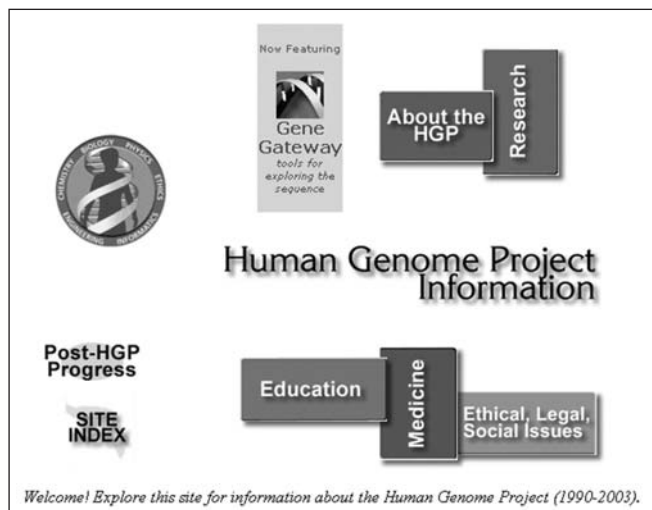 Now Featuring
Gene
Gateway
tools for
exploring the
sequence
About the
HGP
Research
CHEMISTRY BIOLOGY PHYSICS ETHICS
ENGINEERING INFORMATICS
Human Genome Project
Information
Post-HGP
Progress
SITE
INDEX
Education
Medicine
Ethical, Legal,
Social Issues
Welcome! Explore this site for information about the Human Genome Project (1990-2003).